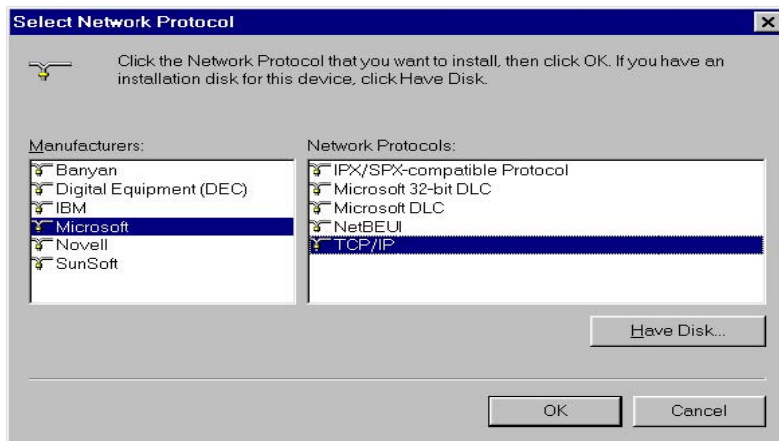 Select Network Protocol
Click the Network Protocol that you want to install, then click OK. If you have an
installation disk for this device, click Have Disk.
Manufacturers:
Banyan
Digital Equipment (DEC)
IBM
Microsoft
Novell
SunSoft
Network Protocols:
IPX/SPX-compatible Protocol
Microsoft 32-bit DLC
Microsoft DLC
NetBEUI
TCP/IP
Have Disk...
OK
Cancel